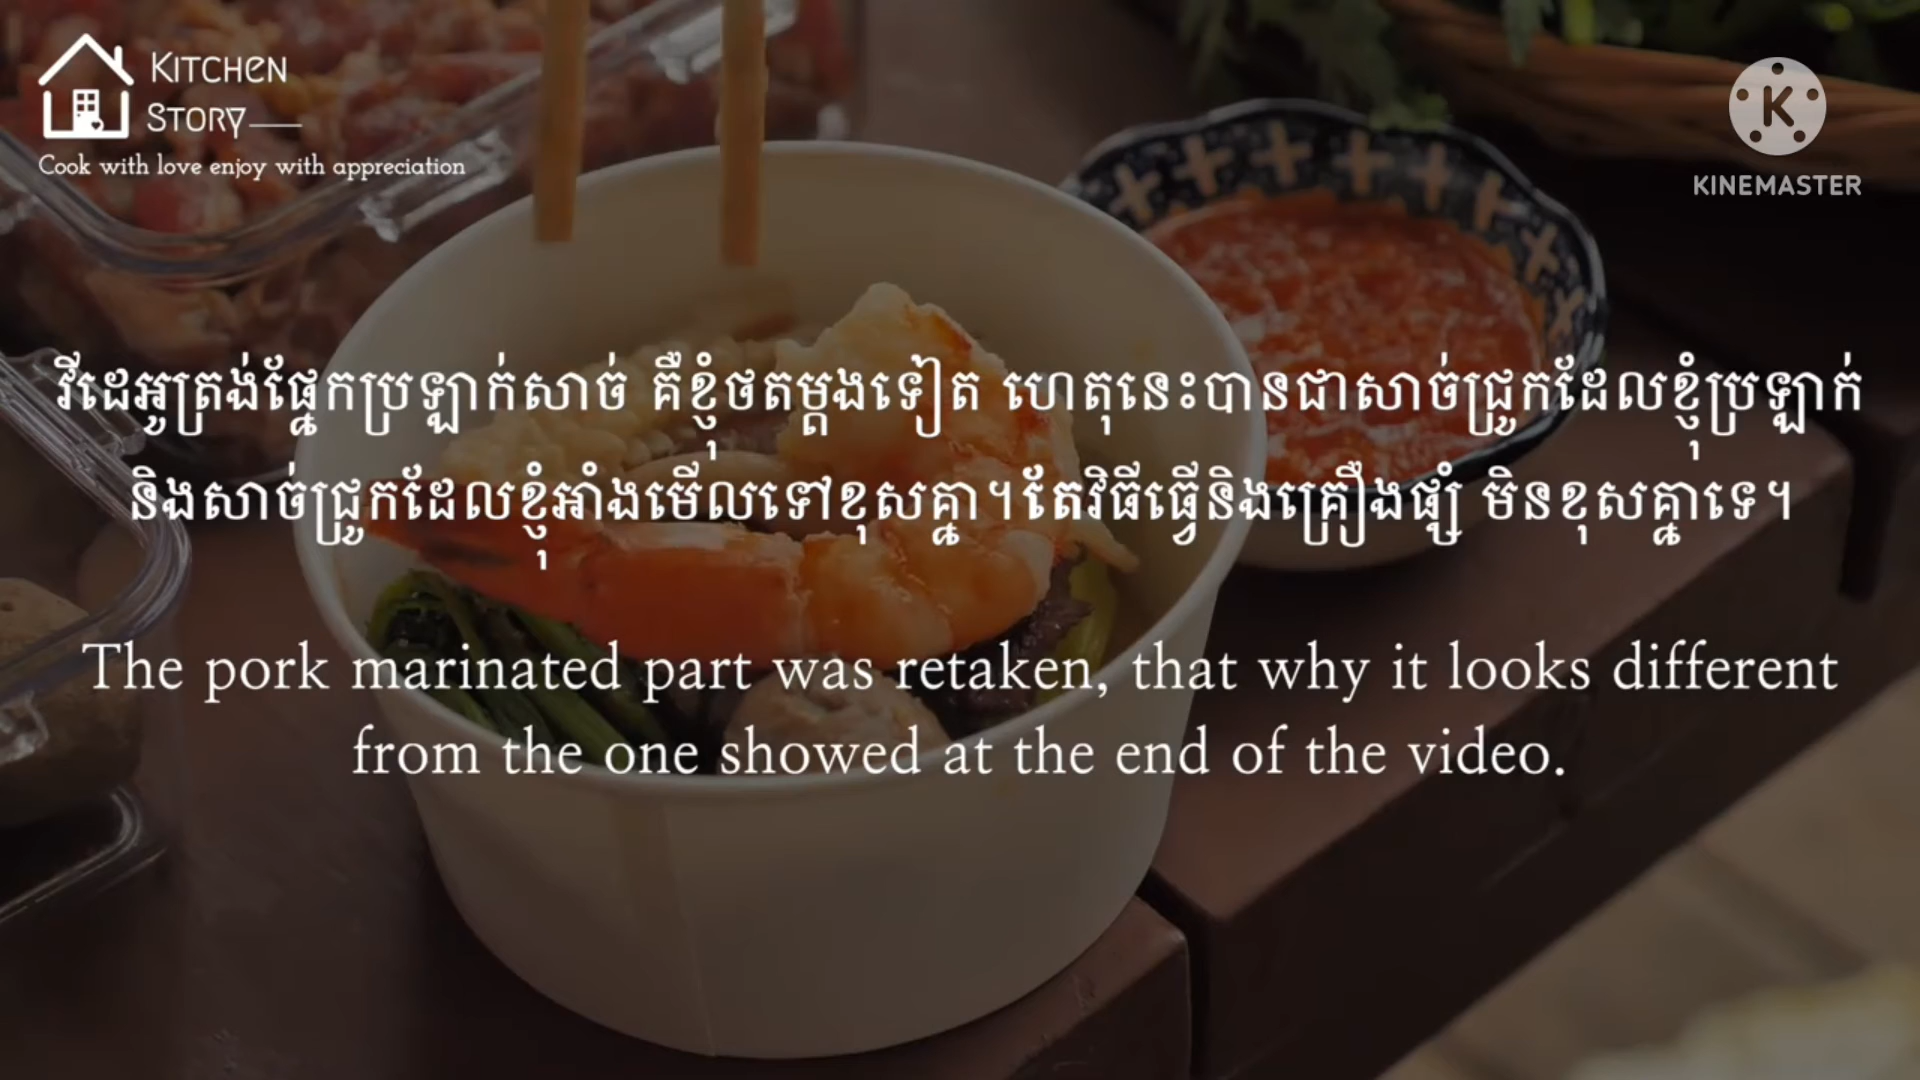 KITCHEN
STORY
Cook with love enjoy with appreciation
K
KINEMASTER
វីដេអូត្រង់ផ្នែកប្រឡាក់សាច់ គឺខ្ញុំថតម្ដងទៀត ហេតុនេះបានជាសាច់ជ្រូកដែលខ្ញុំប្រឡាក់
និងសាច់ជ្រូកដែលខ្ញុំអាំងមើលទៅខុសគ្នា។តែវិធីធ្វើនិងគ្រឿងផ្សំ មិនខុសគ្នាទេ។
The pork marinated part was retaken, that why it looks different
from the one showed at the end of the video.